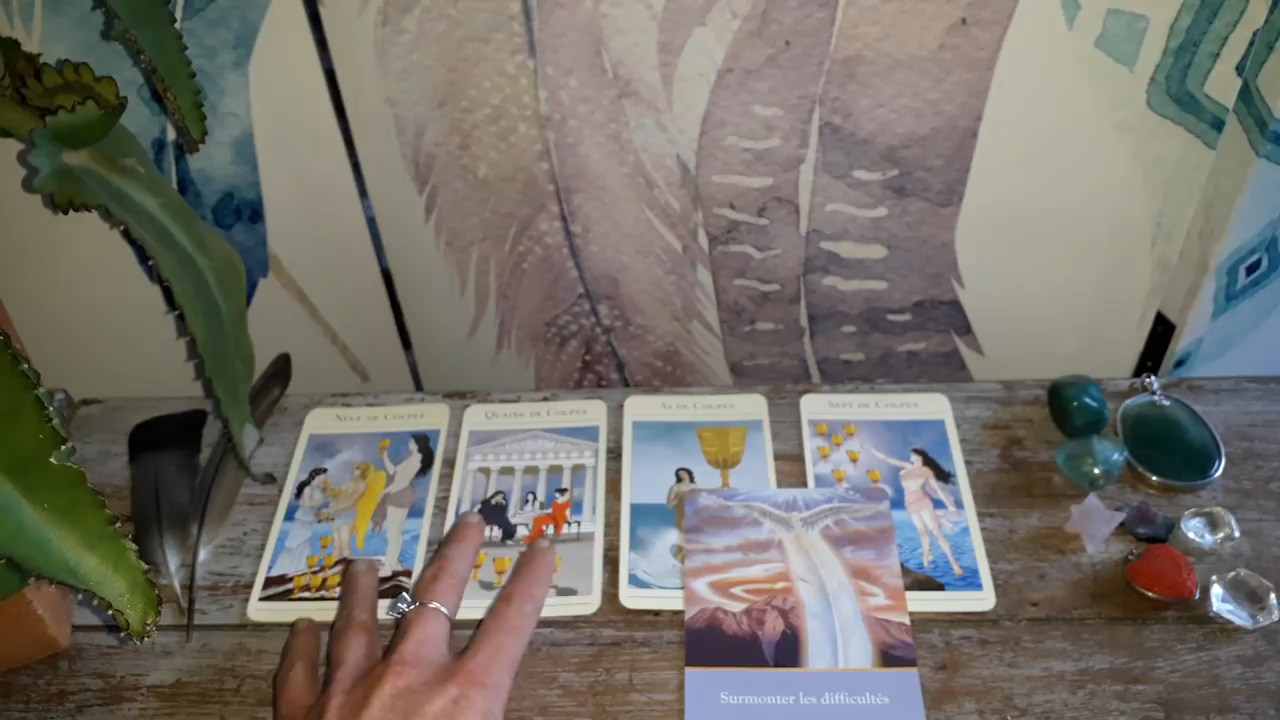 Neuf de Coupes
Quatre de Coupes
As de Coupes
Sept de Coupes
Surmonter les difficultés